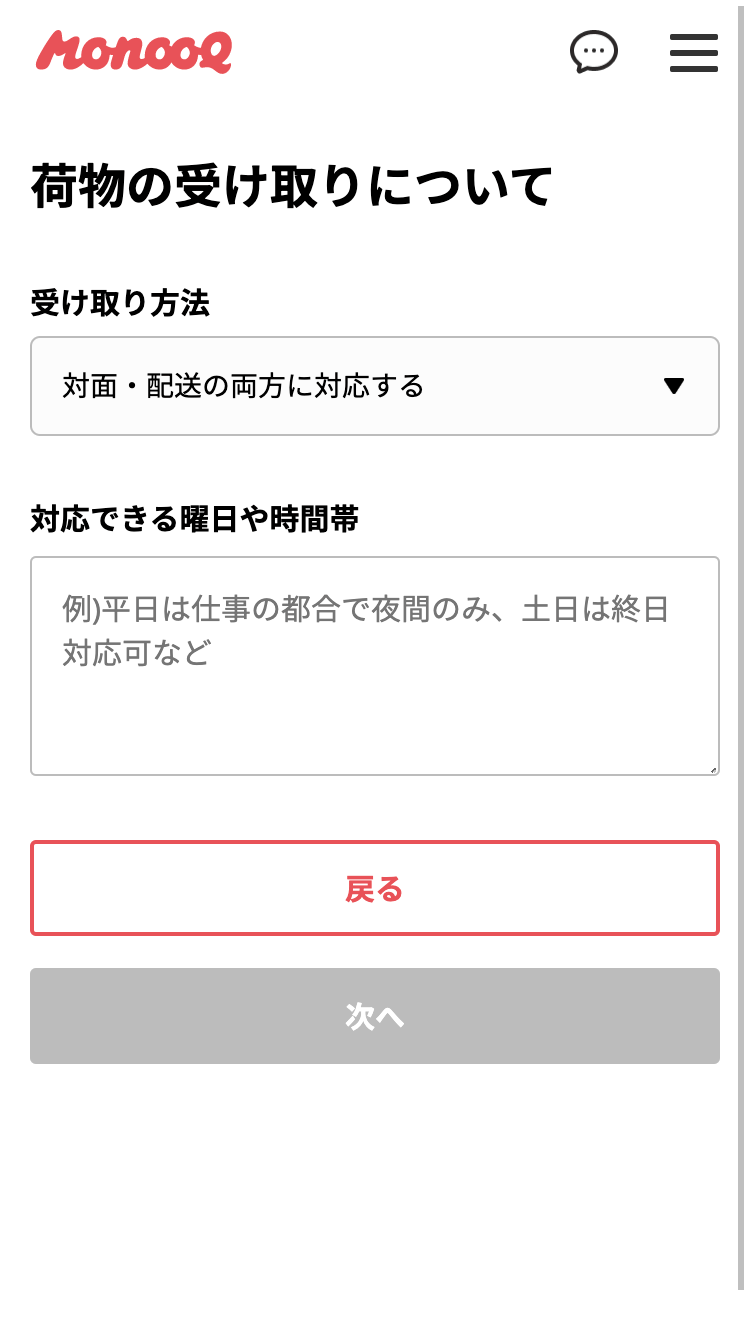 MonooQ
荷物の受け取りについて
受け取り方法
対面・配送の両方に対応する
対応できる曜日や時間帯
例)平日は仕事の都合で夜間のみ、土日は終日
対応可など
戻る
次へ